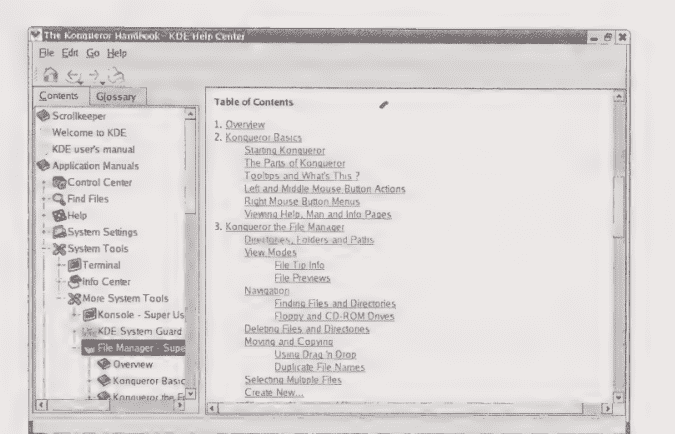 The Konqueror Handbook - KDE Help Center
File Edit Go Help
Contents
Glossary
Scrollkeeper
Welcome to KDE
KDE user's manual
Application Manuals
Control Center
Find Files
Help
System Settings
System Tools
Terminal
Info Center
More System Tools
Konsole - Super Us
KDE System Guard
File Manager - Supe
Overview
Konqueror Basic
Konqueror the F
Table of Contents
1. Overview
2. Konqueror Basics
Starting Konqueror
The Parts of Konqueror
Tooltips and What's This ?
Left and Middle Mouse Button Actions
Right Mouse Button Menus
Viewing Help, Man and Info Pages
3. Konqueror the File Manager
Directories, Folders and Paths
View Modes
File Tip Info
File Previews
Navigation
Finding Files and Directories
Floppy and CD-ROM Drives
Deleting Files and Directories
Moving and Copying
Using Drag 'n Drop
Duplicate File Names
Selecting Multiple Files
Create New...